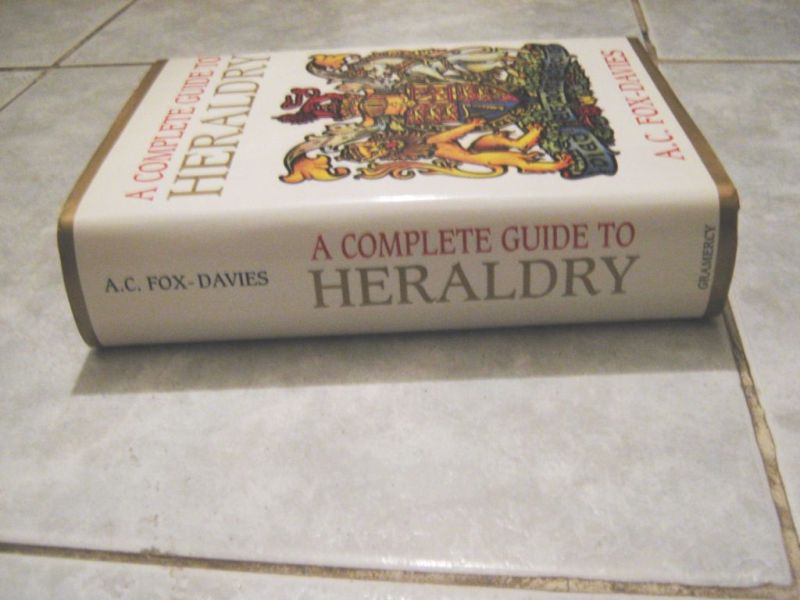 A COMPLETE GUIDE TO
HERALDRY
A.C. FOX-DAVIES
A.C. FOX-DAVIES
A COMPLETE GUIDE TO
HERALDRY
GRAMERCY